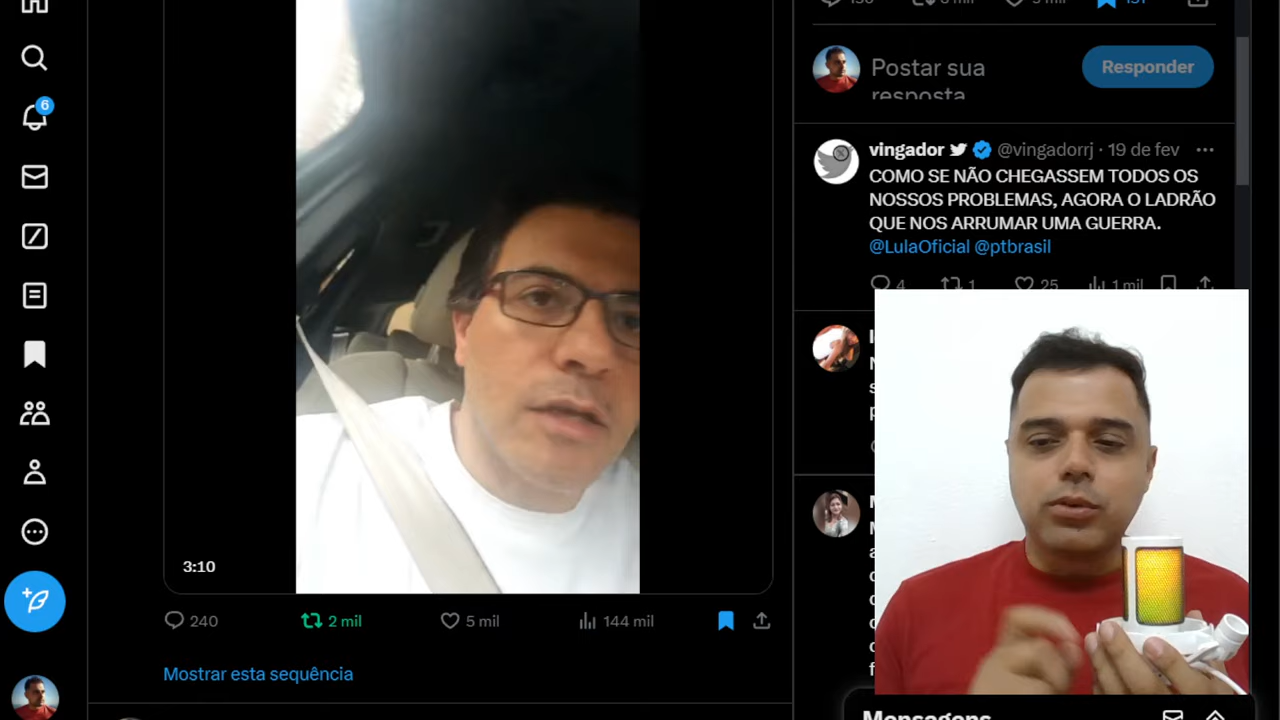 6
3:10
240
2 mil
5 mil
144 mil
Mostrar esta sequência
Postar sua
resposta
Responder
vingador @vingadorrj · 19 de fev
COMO SE NÃO CHEGASSEM TODOS OS
NOSSOS PROBLEMAS, AGORA O LADRÃO
QUE NOS ARRUMAR UMA GUERRA.
@LulaOficial @ptbrasil
4
1
25
1 mil
Mensagens